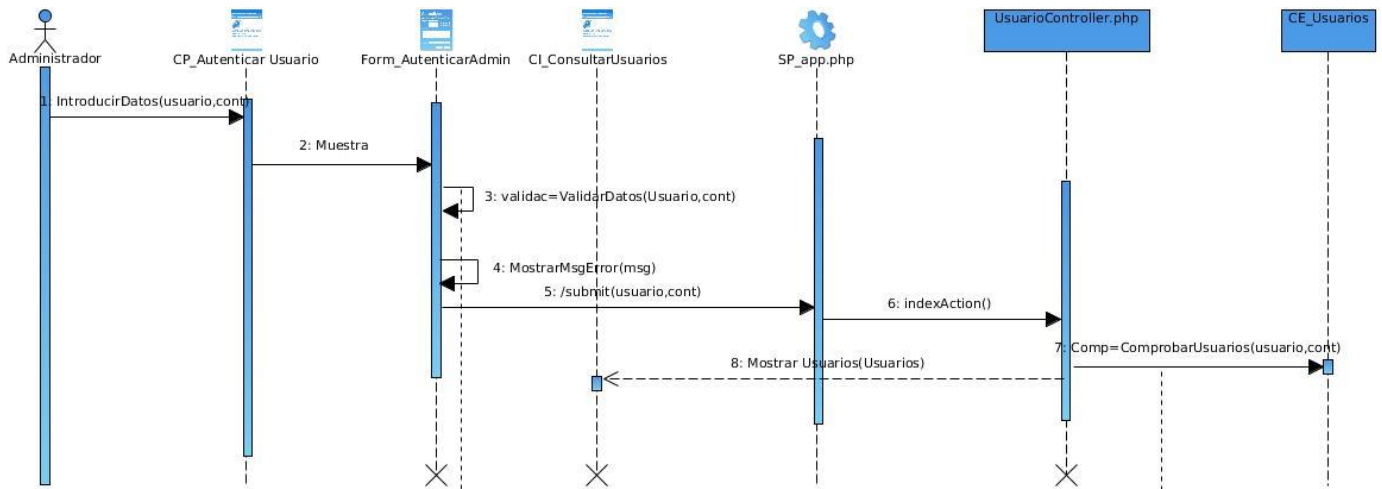 UsuarioController.php
CE_Usuarios
Administrador
CP_Autenticar Usuario
Form_AutenticarAdmin
CI_ConsultarUsuarios
SP_app.php
1: IntroducirDatos(usuario,cont)
2: Muestra
3: validac=ValidarDatos(Usuario,cont)
4: MostrarMsgError(msg)
5: /submit(usuario,cont)
6: indexAction()
7: Comp=ComprobarUsuarios(usuario,cont)
8: Mostrar Usuarios(Usuarios)